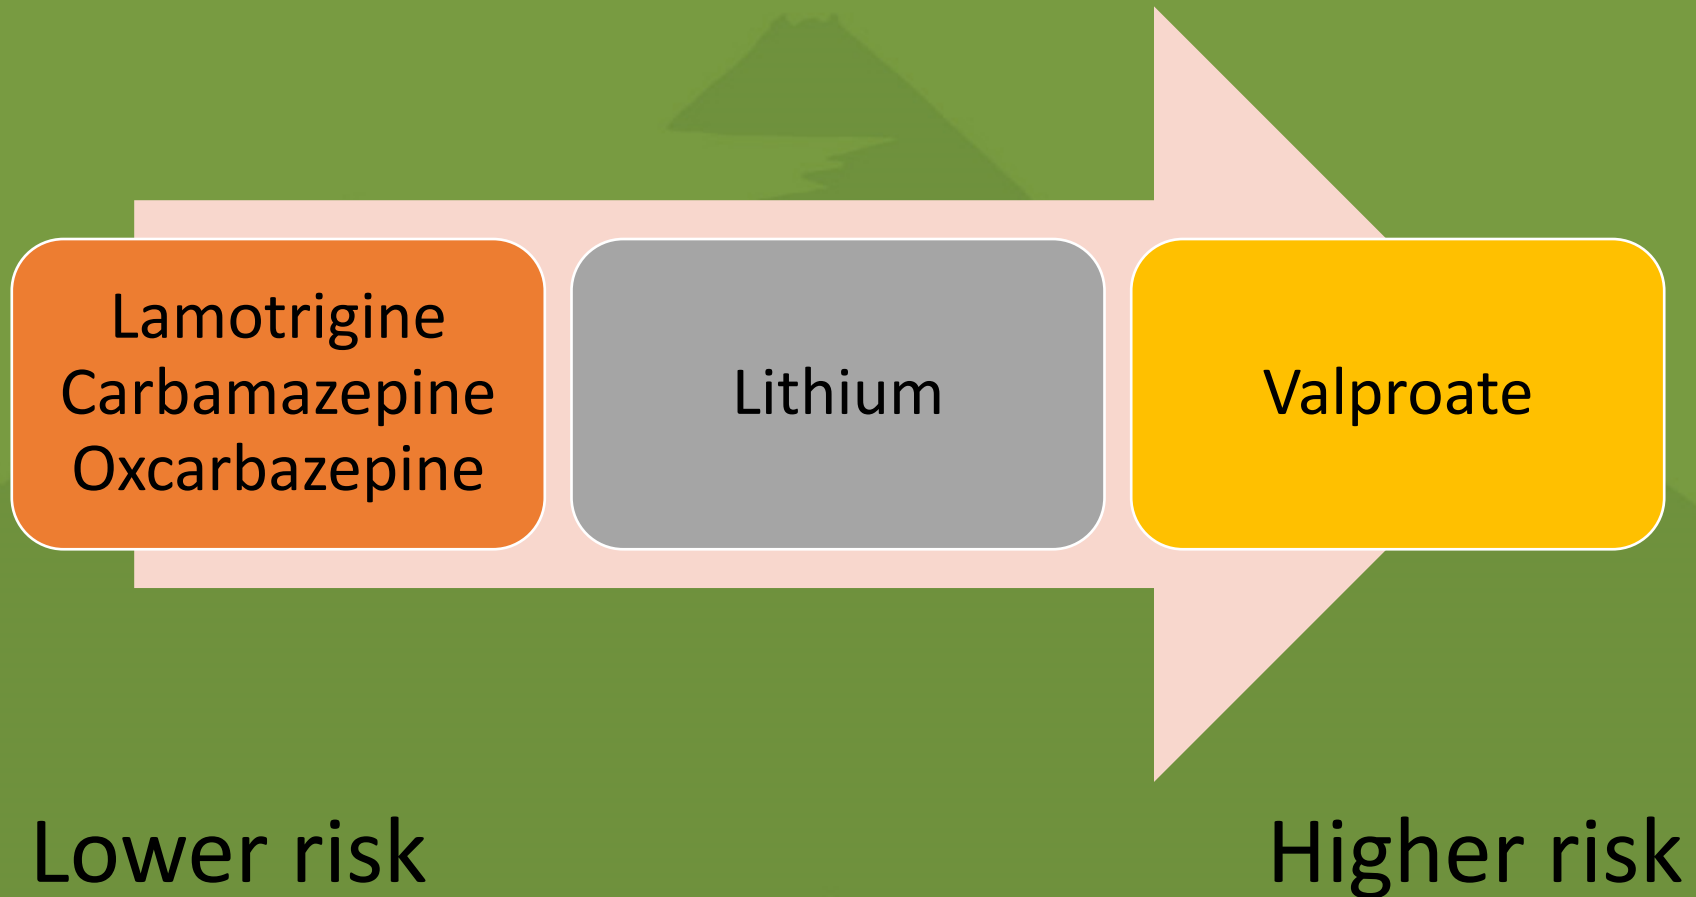 Lamotrigine
Carbamazepine
Oxcarbazepine
Lithium
Valproate
Lower risk
Higher risk